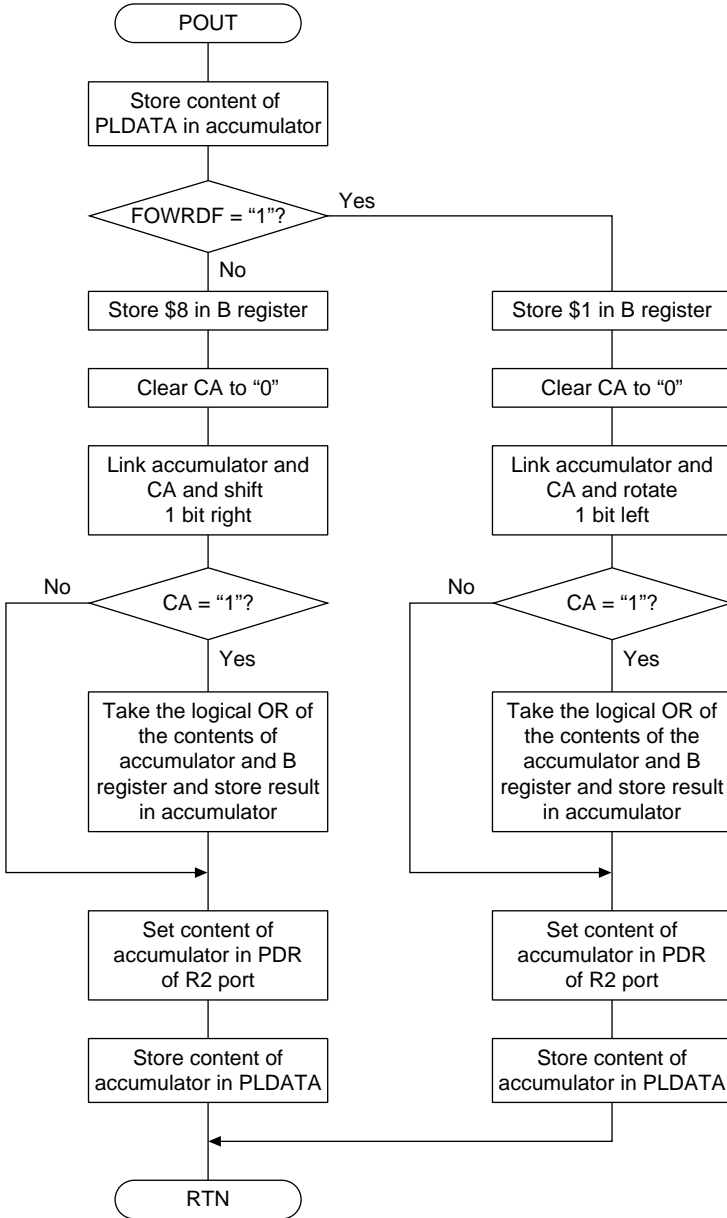 POUT
Store content of
PLDATA in accumulator
FOWRDF = “1”?
Yes
No
Store $8 in B register
Clear CA to “0”
Link accumulator and
CA and shift
1 bit right
No
CA = “1”?
Yes
Take the logical OR of
the contents of
accumulator and B
register and store result
in accumulator
Set content of
accumulator in PDR
of R2 port
Store content of
accumulator in PLDATA
Store $1 in B register
Clear CA to “0”
Link accumulator and
CA and rotate
1 bit left
No
CA = “1”?
Yes
Take the logical OR of
the contents of the
accumulator and B
register and store result
in accumulator
Set content of
accumulator in PDR
of R2 port
Store content of
accumulator in PLDATA
RTN